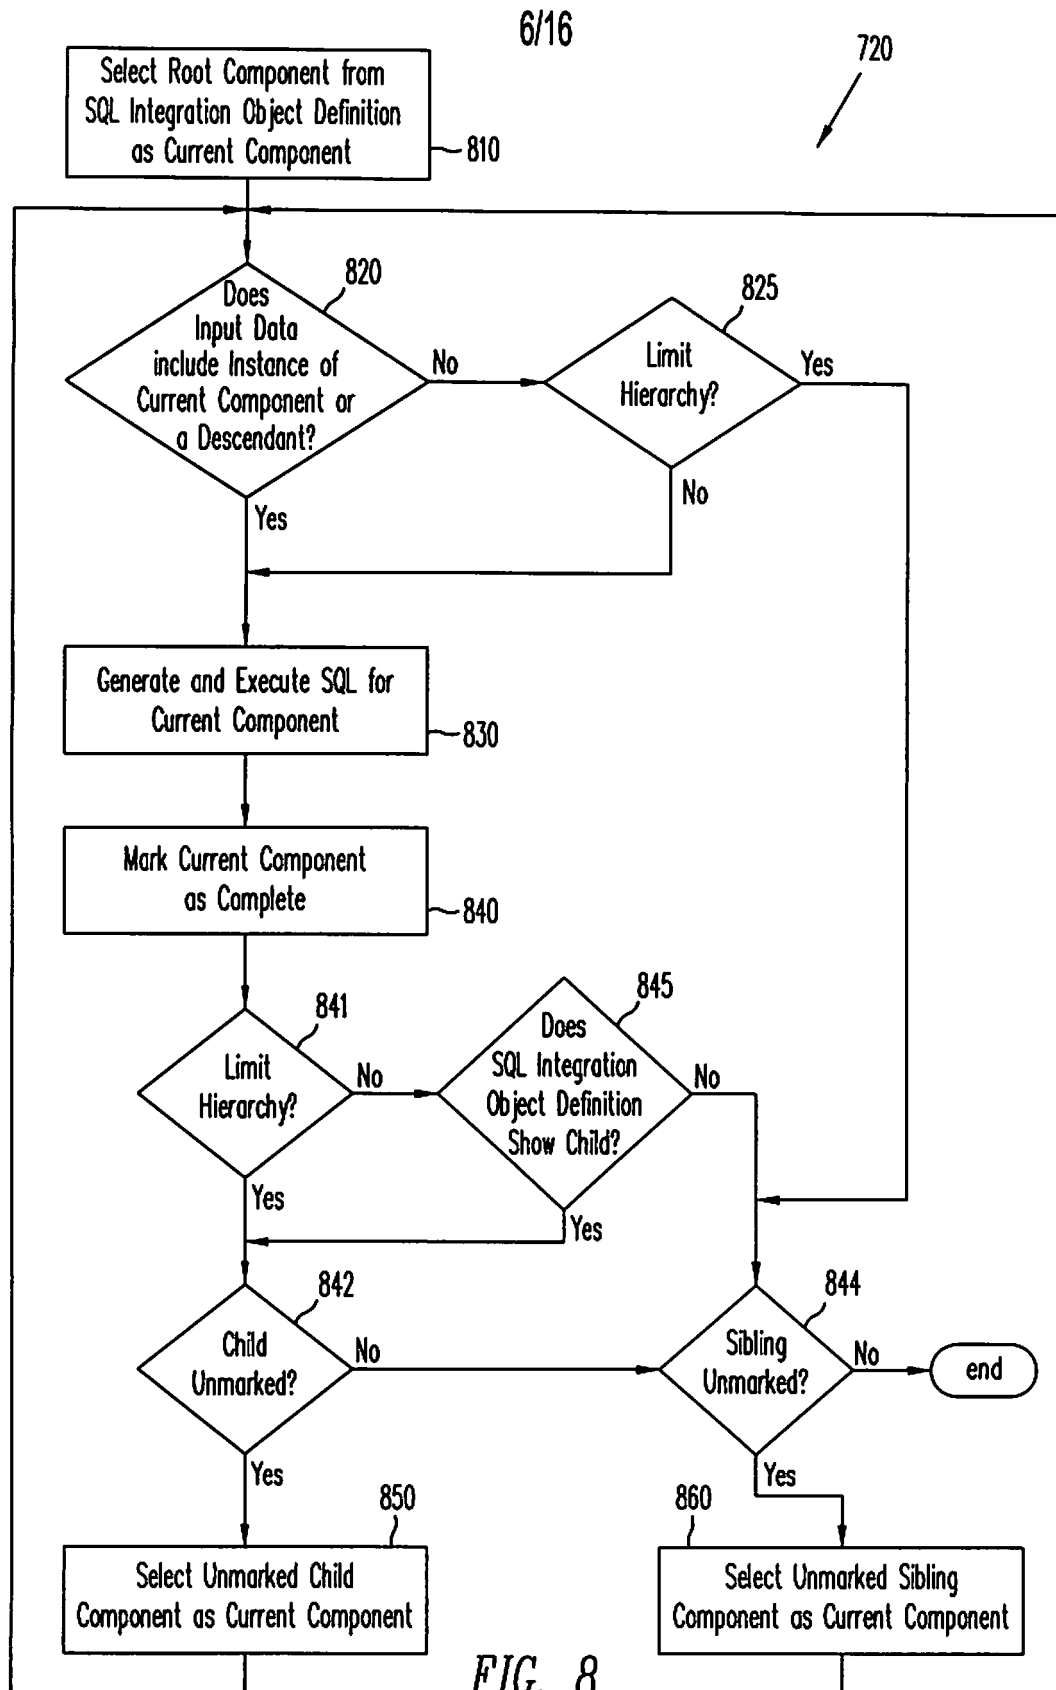 6/16
720
Select Root Component from
SQL Integration Object Definition
as Current Component
810
820
Does
Input Data
include Instance of
Current Component or
a Descendant?
No
Yes
825
Limit
Hierarchy?
Yes
No
Generate and Execute SQL for
Current Component
830
Mark Current Component
as Complete
840
841
Limit
Hierarchy?
No
Yes
845
Does
SQL Integration
Object Definition
Show Child?
No
Yes
842
Child
Unmarked?
No
Yes
844
Sibling
Unmarked?
No
Yes
end
850
Select Unmarked Child
Component as Current Component
860
Select Unmarked Sibling
Component as Current Component
FIG. 8